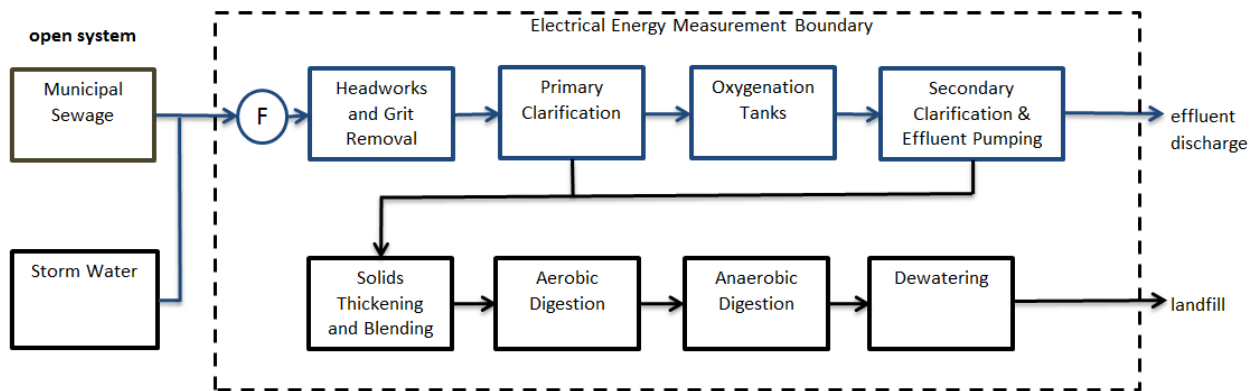 Electrical Energy Measurement Boundary
open system
Municipal
Sewage
F
Headworks
and Grit
Removal
Primary
Clarification
Oxygenation
Tanks
Secondary
Clarification &
Effluent Pumping
effluent
discharge
Storm Water
Solids
Thickening
and Blending
Aerobic
Digestion
Anaerobic
Digestion
Dewatering
landfill